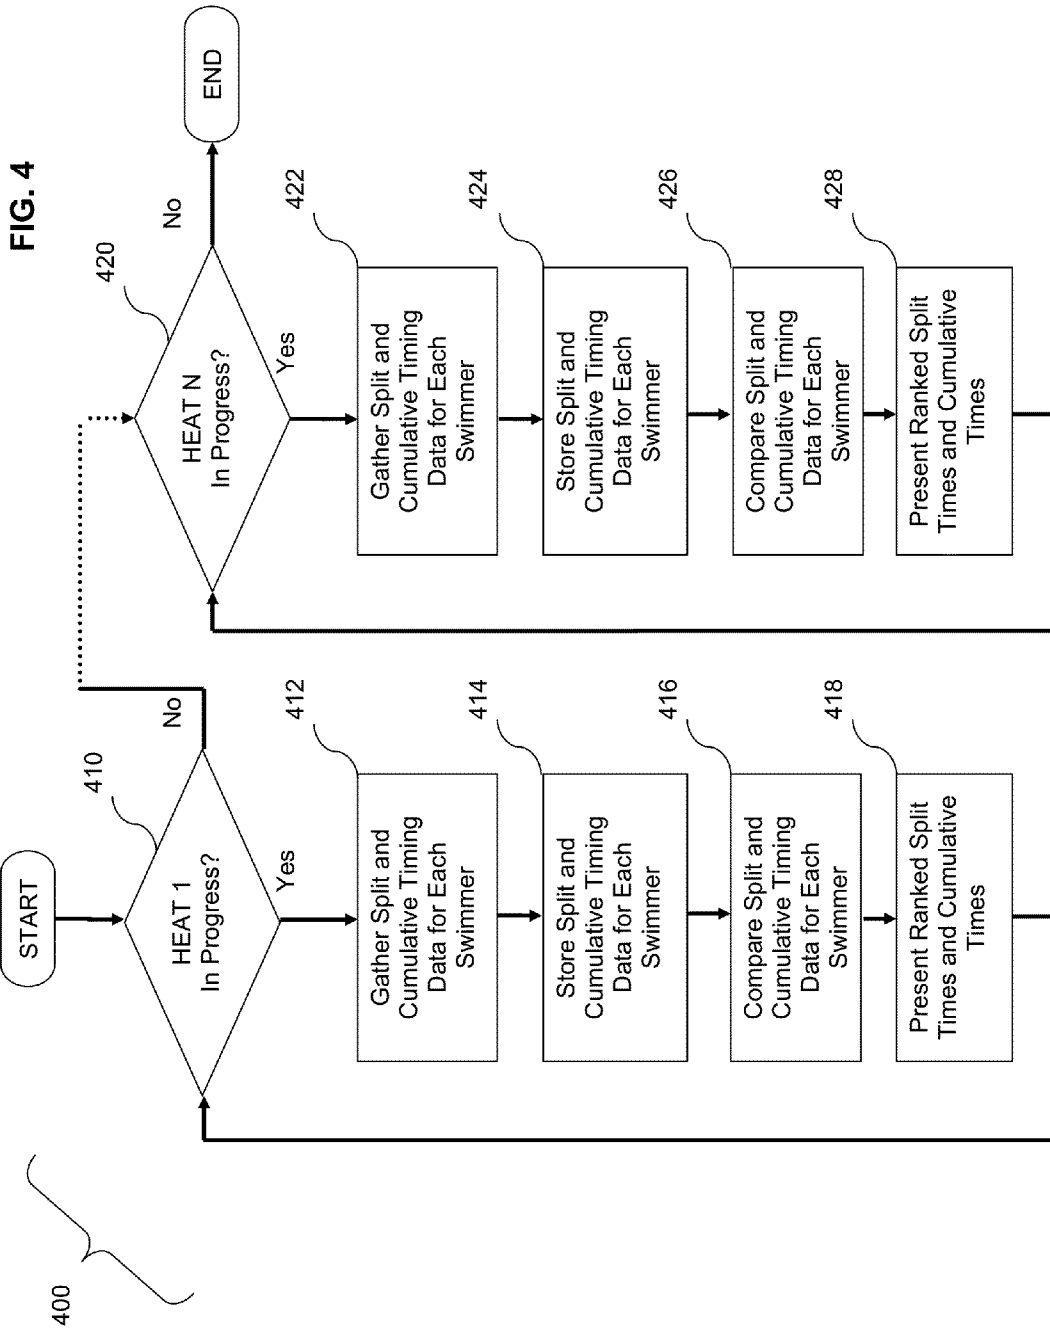 FIG. 4
400
START
410
HEAT 1
In Progress?
No
Yes
412
Gather Split and
Cumulative Timing
Data for Each
Swimmer
414
Store Split and
Cumulative Timing
Data for Each
Swimmer
416
Compare Split and
Cumulative Timing
Data for Each
Swimmer
418
Present Ranked Split
Times and Cumulative
Times
420
HEAT N
In Progress?
No
END
Yes
422
Gather Split and
Cumulative Timing
Data for Each
Swimmer
424
Store Split and
Cumulative Timing
Data for Each
Swimmer
426
Compare Split and
Cumulative Timing
Data for Each
Swimmer
428
Present Ranked Split
Times and Cumulative
Times